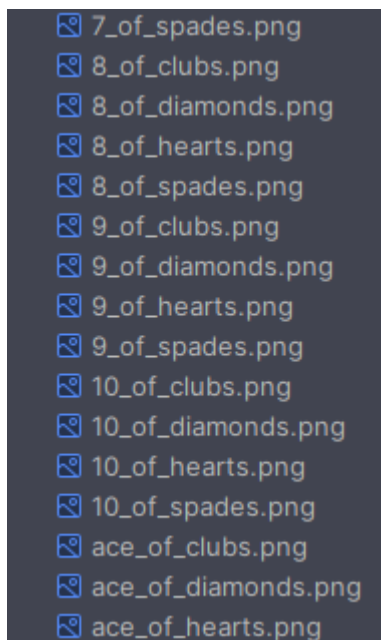 7_of_spades.png
8_of_clubs.png
8_of_diamonds.png
8_of_hearts.png
8_of_spades.png
9_of_clubs.png
9_of_diamonds.png
9_of_hearts.png
9_of_spades.png
10_of_clubs.png
10_of_diamonds.png
10_of_hearts.png
10_of_spades.png
ace_of_clubs.png
ace_of_diamonds.png
ace_of_hearts.png